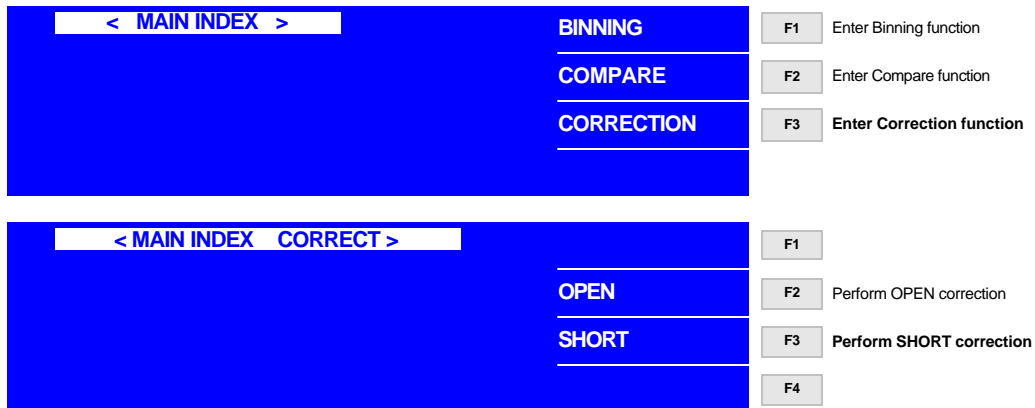 < MAIN INDEX >
BINNING F1 Enter Binning function
COMPARE F2 Enter Compare function
CORRECTION F3 Enter Correction function
< MAIN INDEX CORRECT >
F1
OPEN F2 Perform OPEN correction
SHORT F3 Perform SHORT correction
F4